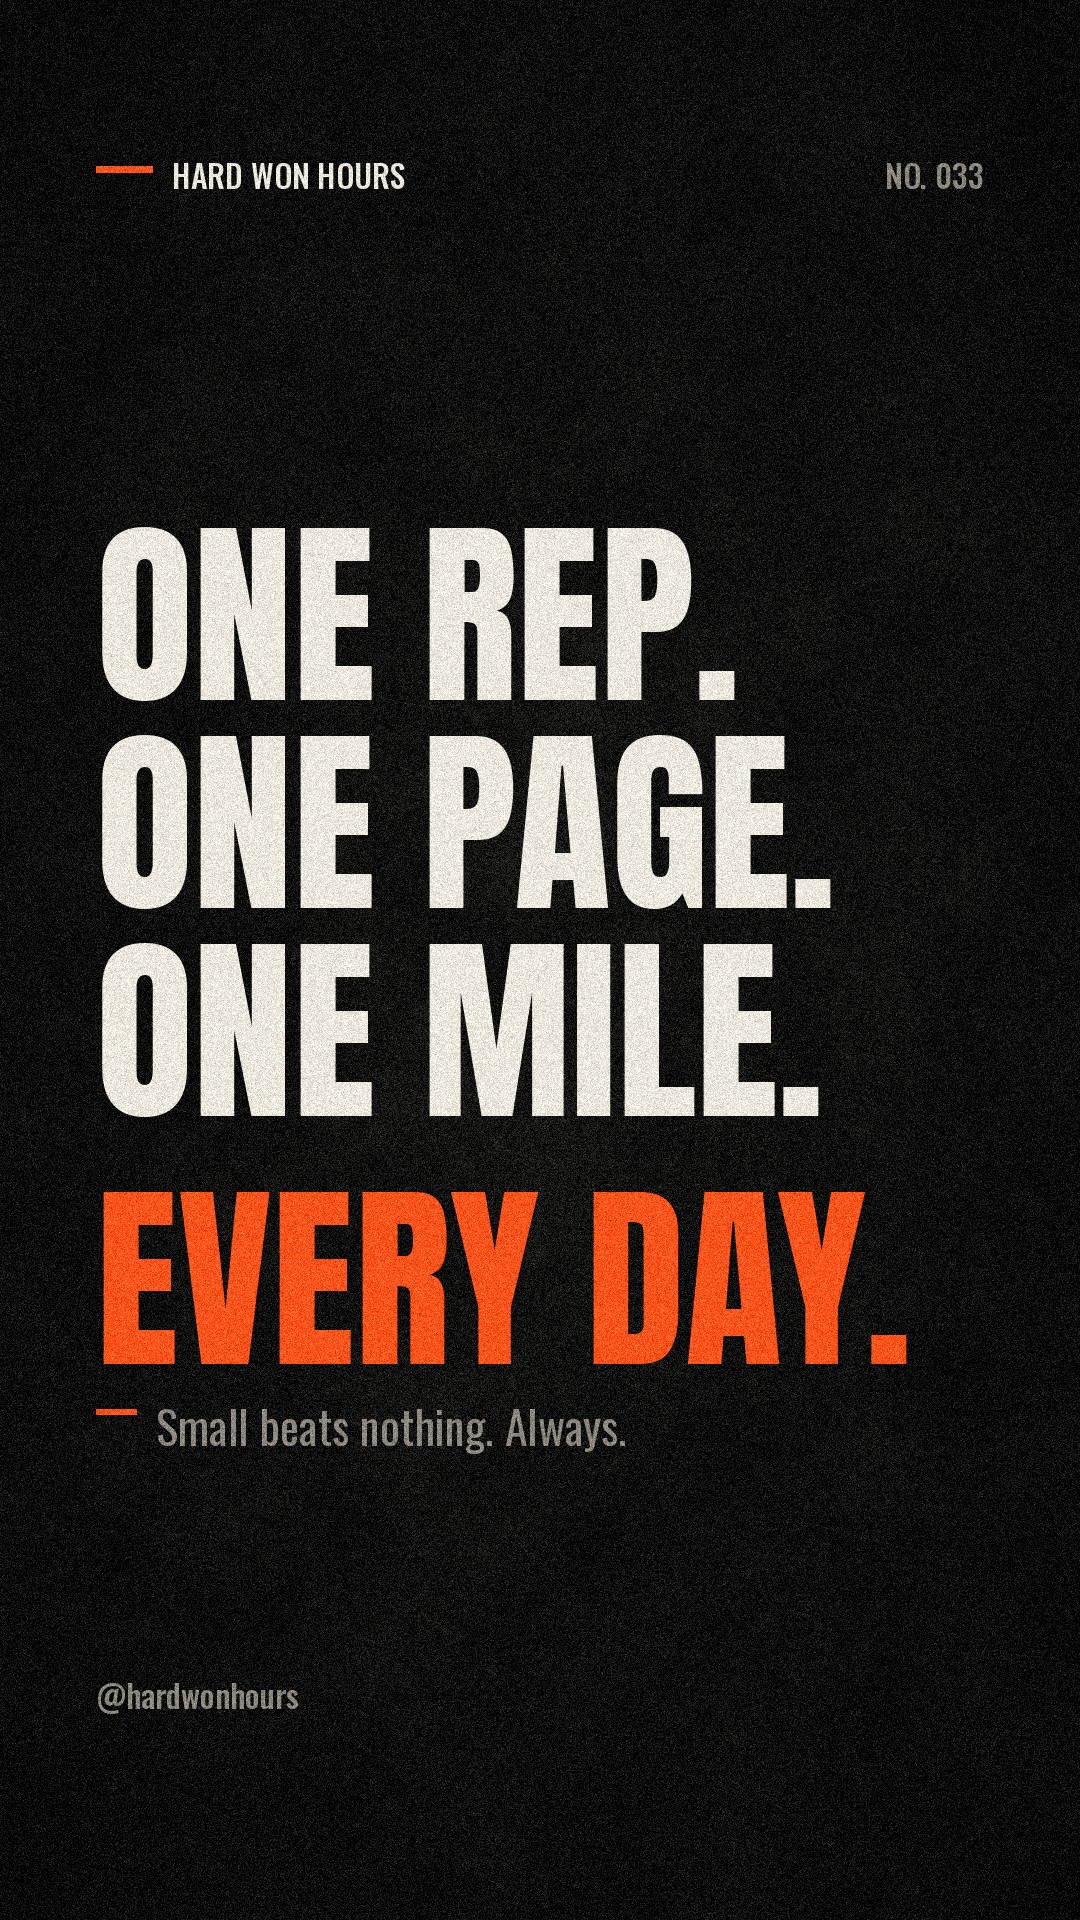 HARD WON HOURS
NO. 033
ONE REP.
ONE PAGE.
ONE MILE.
EVERY DAY.
Small beats nothing. Always.
@hardwonhours